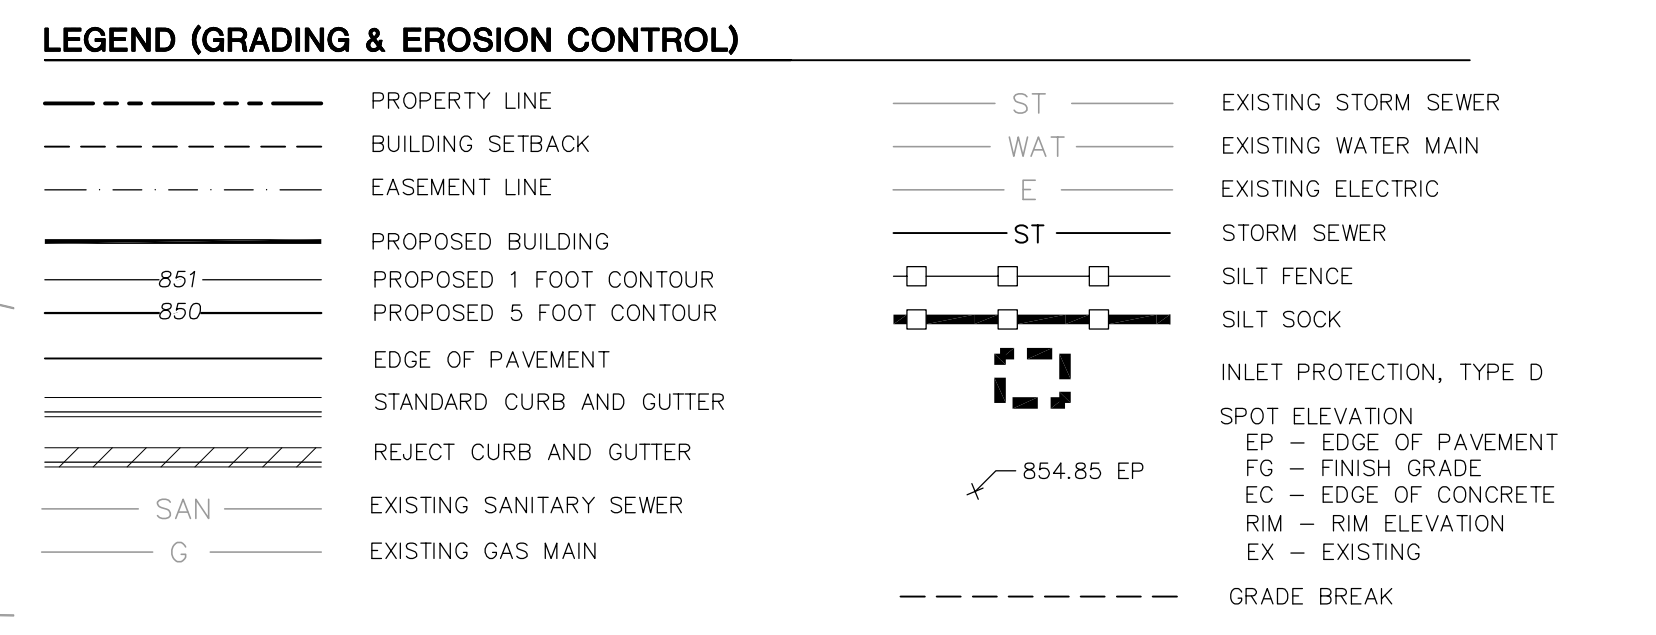 LEGEND (GRADING & EROSION CONTROL)
PROPERTY LINE
BUILDING SETBACK
EASEMENT LINE
PROPOSED BUILDING
851 PROPOSED 1 FOOT CONTOUR
850 PROPOSED 5 FOOT CONTOUR
EDGE OF PAVEMENT
STANDARD CURB AND GUTTER
REJECT CURB AND GUTTER
SAN EXISTING SANITARY SEWER
G EXISTING GAS MAIN
ST EXISTING STORM SEWER
WAT EXISTING WATER MAIN
E EXISTING ELECTRIC
ST STORM SEWER
SILT FENCE
SILT SOCK
INLET PROTECTION, TYPE D
SPOT ELEVATION
EP – EDGE OF PAVEMENT
854.85 EP FG – FINISH GRADE
EC – EDGE OF CONCRETE
RIM – RIM ELEVATION
EX – EXISTING
GRADE BREAK